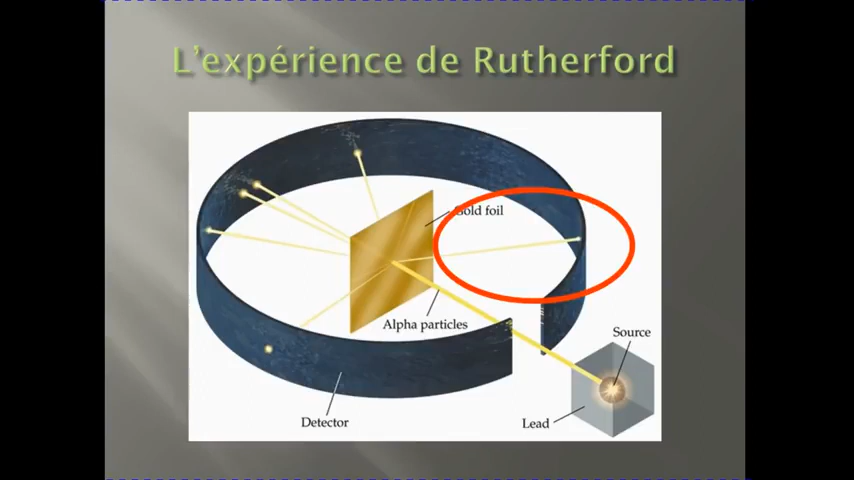 L'expérience de Rutherford
Gold foil
Alpha particles
Source
Detector
Lead